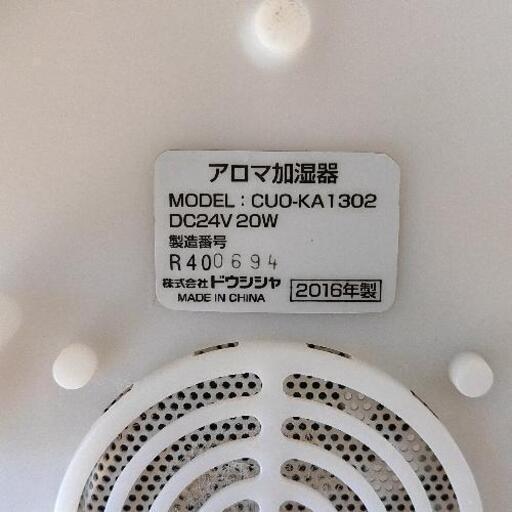 アロマ加湿器
MODEL：CUO-KA1302
DC24V 20W
製造番号
R400694
株式会社ドウシシャ
MADE IN CHINA
2016年製